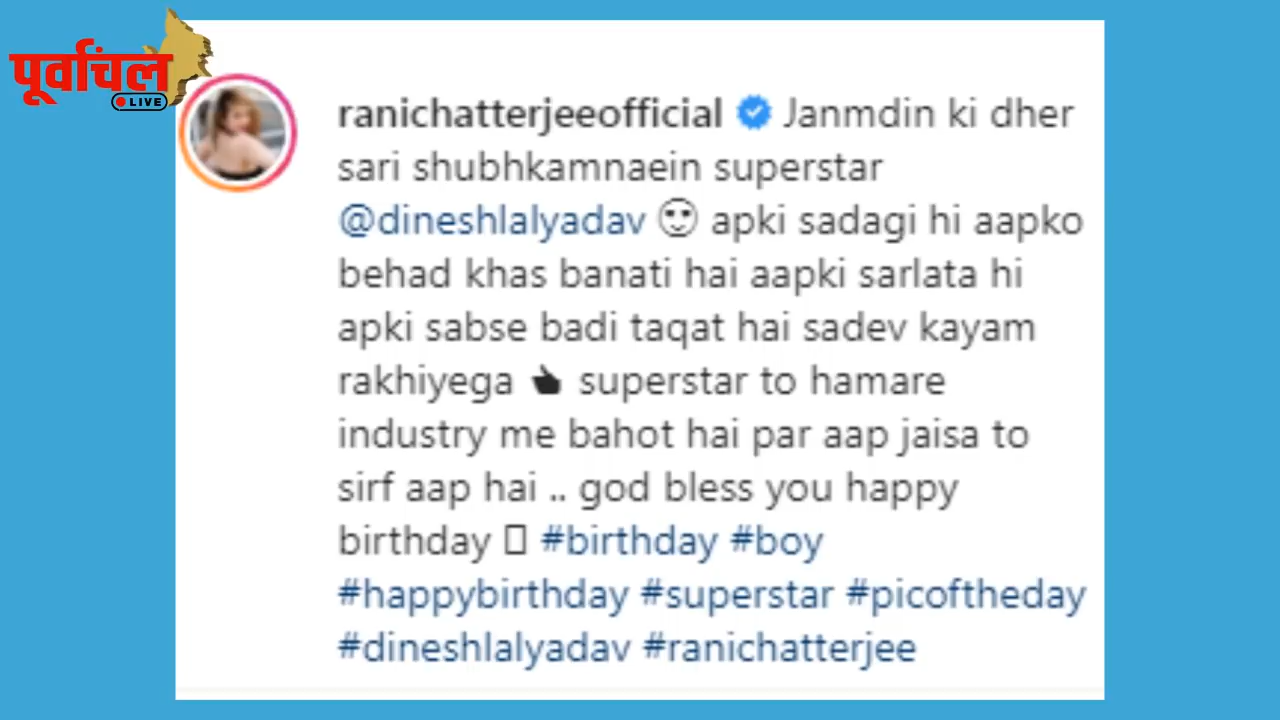 पूर्वांचल
LIVE
ranichatterjeeofficial Janmdin ki dher
sari shubhkamnaein superstar
@dineshlalyadav 🙂 apki sadagi hi aapko
behad khas banati hai aapki sarlata hi
apki sabse badi taqat hai sadev kayam
rakhiyega 👍 superstar to hamare
industry me bahot hai par aap jaisa to
sirf aap hai .. god bless you happy
birthday #birthday #boy
#happybirthday #superstar #picoftheday
#dineshlalyadav #ranichatterjee